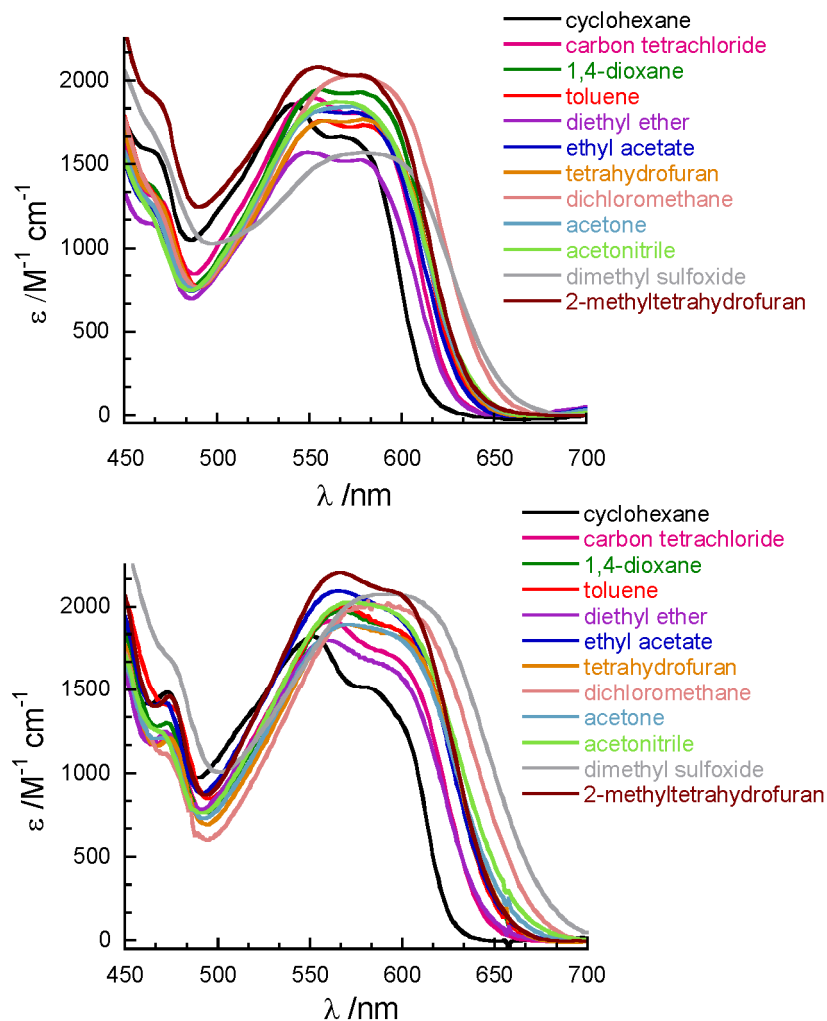 cyclohexane
carbon tetrachloride
1,4-dioxane
toluene
diethyl ether
ethyl acetate
tetrahydrofuran
dichloromethane
acetone
acetonitrile
dimethyl sulfoxide
2-methyltetrahydrofuran
ε /M⁻¹ cm⁻¹
2000
1500
1000
500
0
450 500 550 600 650 700
λ /nm
cyclohexane
carbon tetrachloride
1,4-dioxane
toluene
diethyl ether
ethyl acetate
tetrahydrofuran
dichloromethane
acetone
acetonitrile
dimethyl sulfoxide
2-methyltetrahydrofuran
ε /M⁻¹ cm⁻¹
2000
1500
1000
500
0
450 500 550 600 650 700
λ /nm